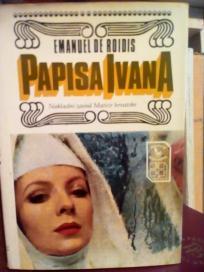 EMANUEL DE ROIDIS
PAPISA IVANA
Nakladni zavod Matice hrvatske